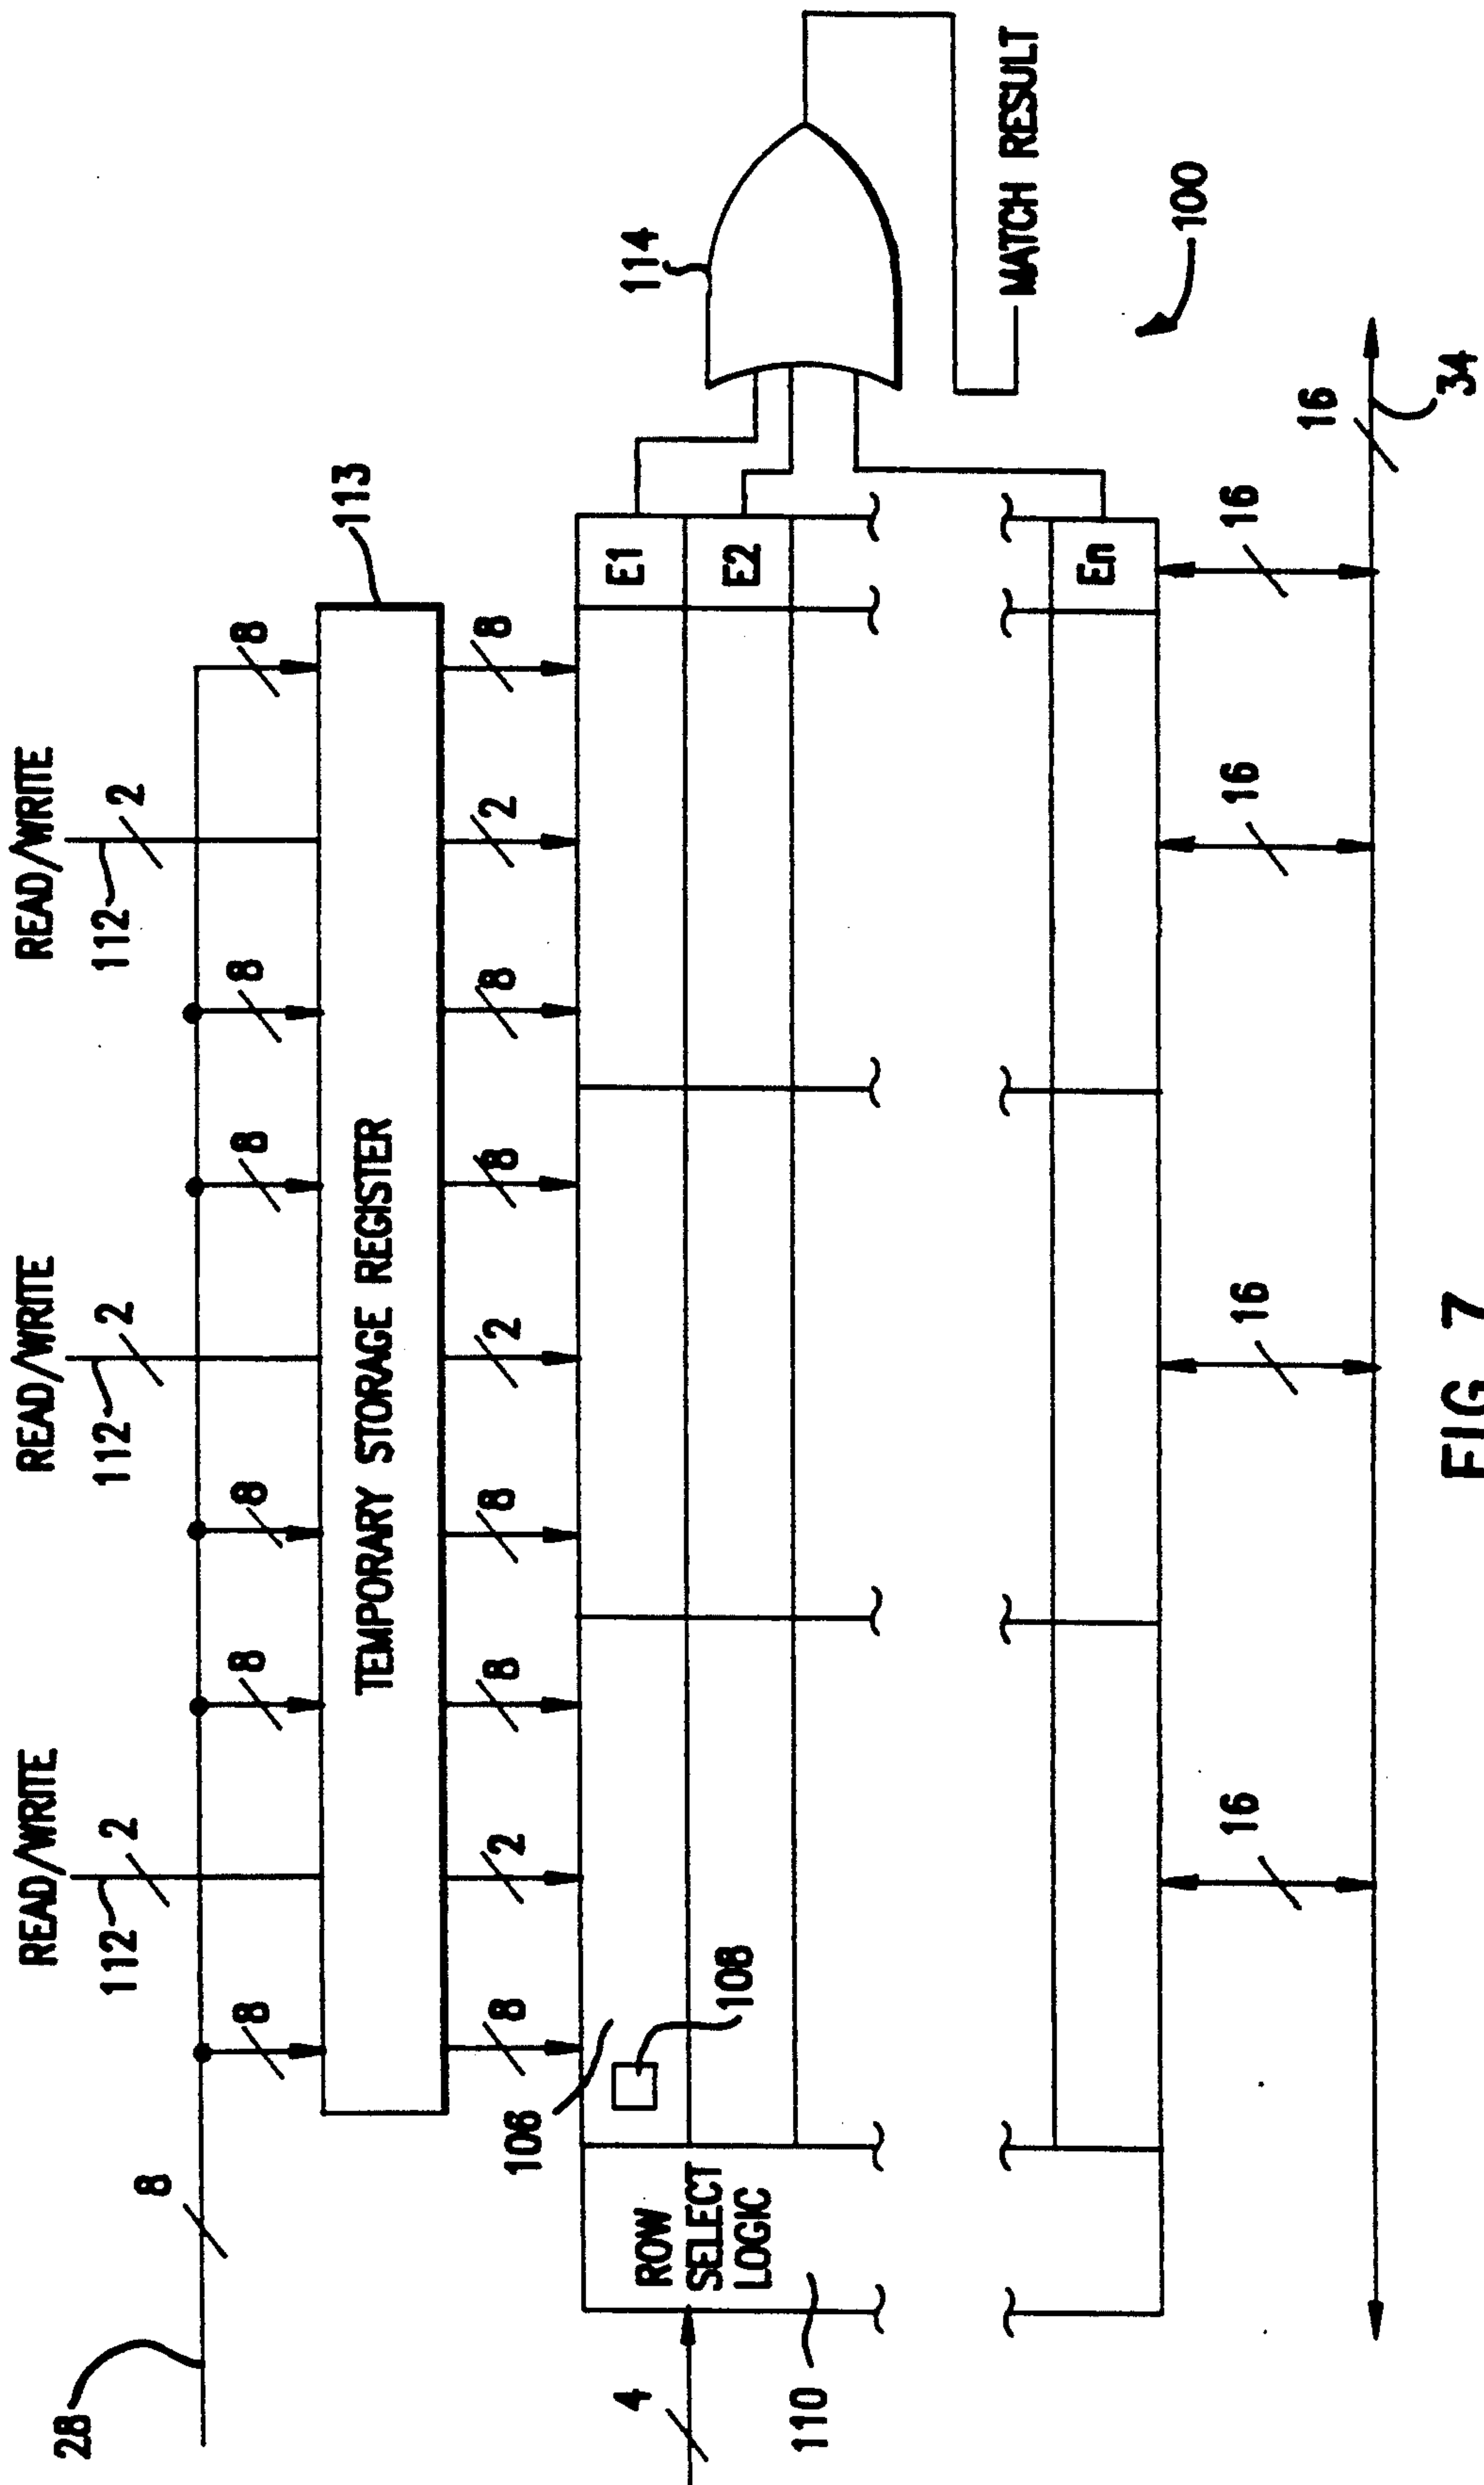 READ/WRITE READ/WRITE READ/WRITE
28 112 2 112 2 112 2
8 8 8 8 8 8 8
TEMPORARY STORAGE REGISTER 113
8 2 8 8 2 8 8 2 8
106
4 ROW E1 114
SELECT E2
LOGIC 108
110
En
MATCH RESULT
100
16 16 16 16
16
34
FIG 7